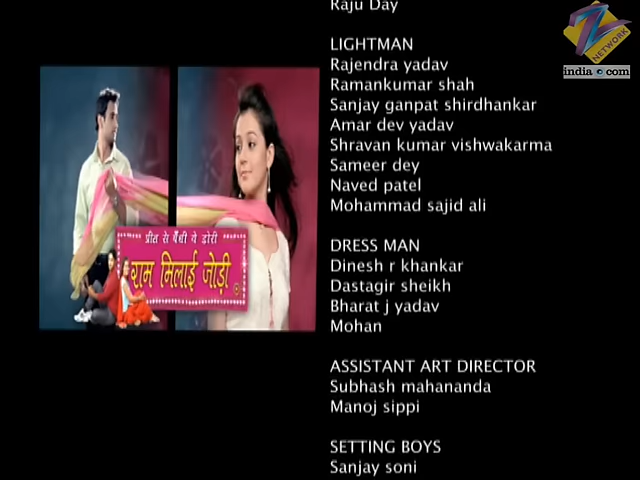 Raju Day
LIGHTMAN
Rajendra yadav
Ramankumar shah
Sanjay ganpat shirdhankar
Amar dev yadav
Shravan kumar vishwakarma
Sameer dey
Naved patel
Mohammad sajid ali
DRESS MAN
Dinesh r khankar
Dastagir sheikh
Bharat j yadav
Mohan
ASSISTANT ART DIRECTOR
Subhash mahananda
Manoj sippi
SETTING BOYS
Sanjay soni
प्रीत से बँधी ये डोरी
राम मिलाई जोड़ी
Z
NETWORK
india com